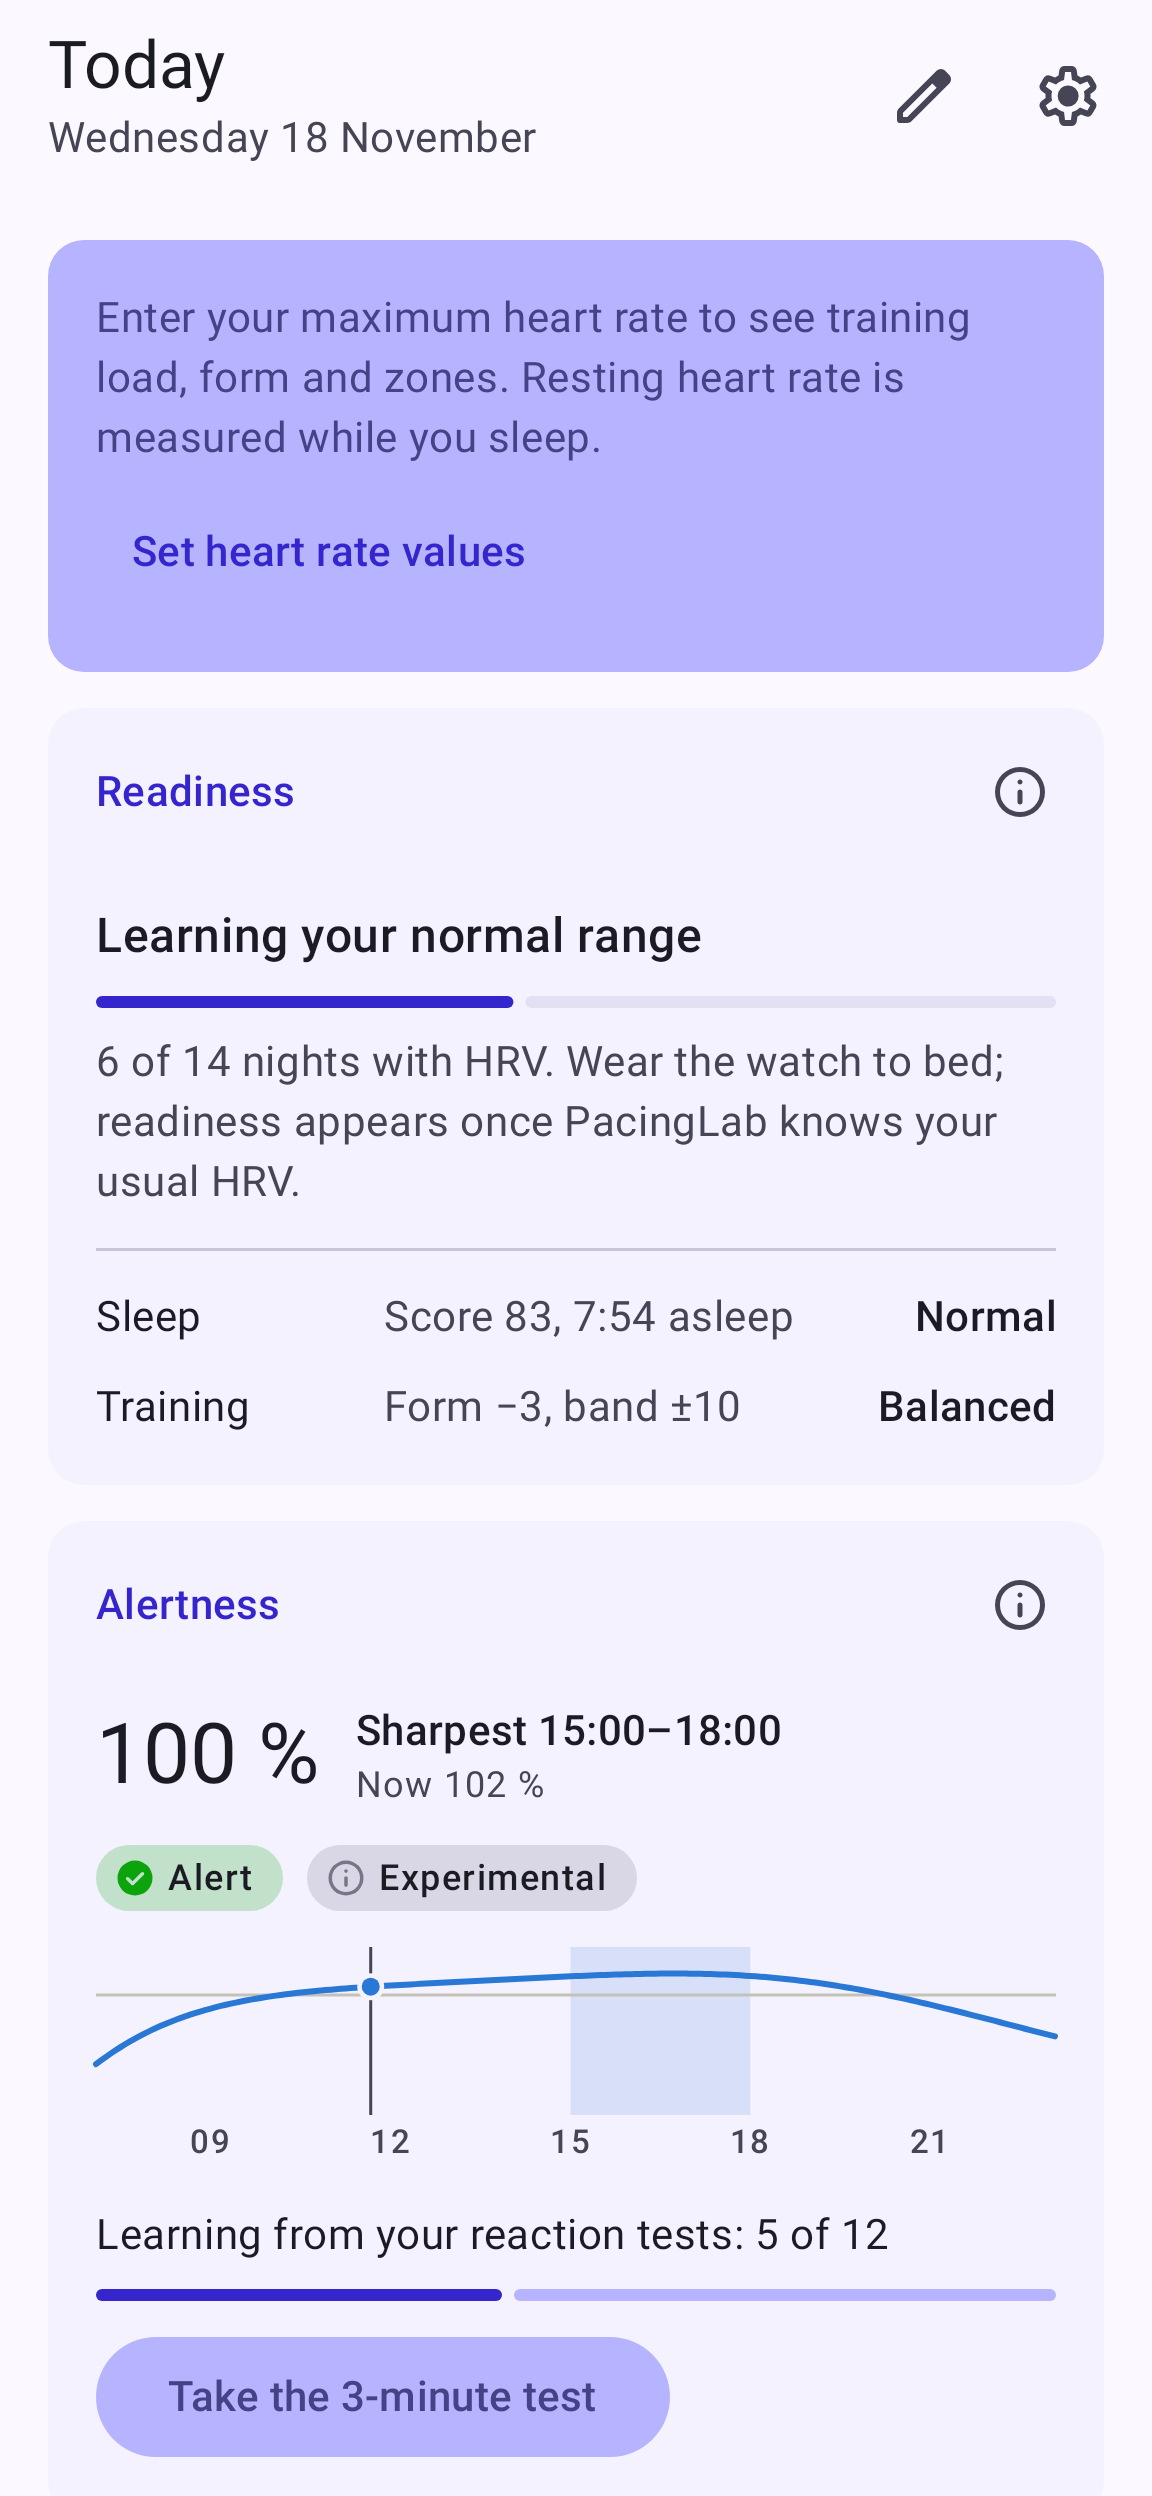 Today
Wednesday 18 November
Enter your maximum heart rate to see training
load, form and zones. Resting heart rate is
measured while you sleep.
Set heart rate values
Readiness
Learning your normal range
6 of 14 nights with HRV. Wear the watch to bed;
readiness appears once PacingLab knows your
usual HRV.
Sleep Score 83, 7:54 asleep Normal
Training Form −3, band ±10 Balanced
Alertness
100 %
Sharpest 15:00–18:00
Now 102 %
Alert Experimental
09 12 15 18 21
Learning from your reaction tests: 5 of 12
Take the 3-minute test